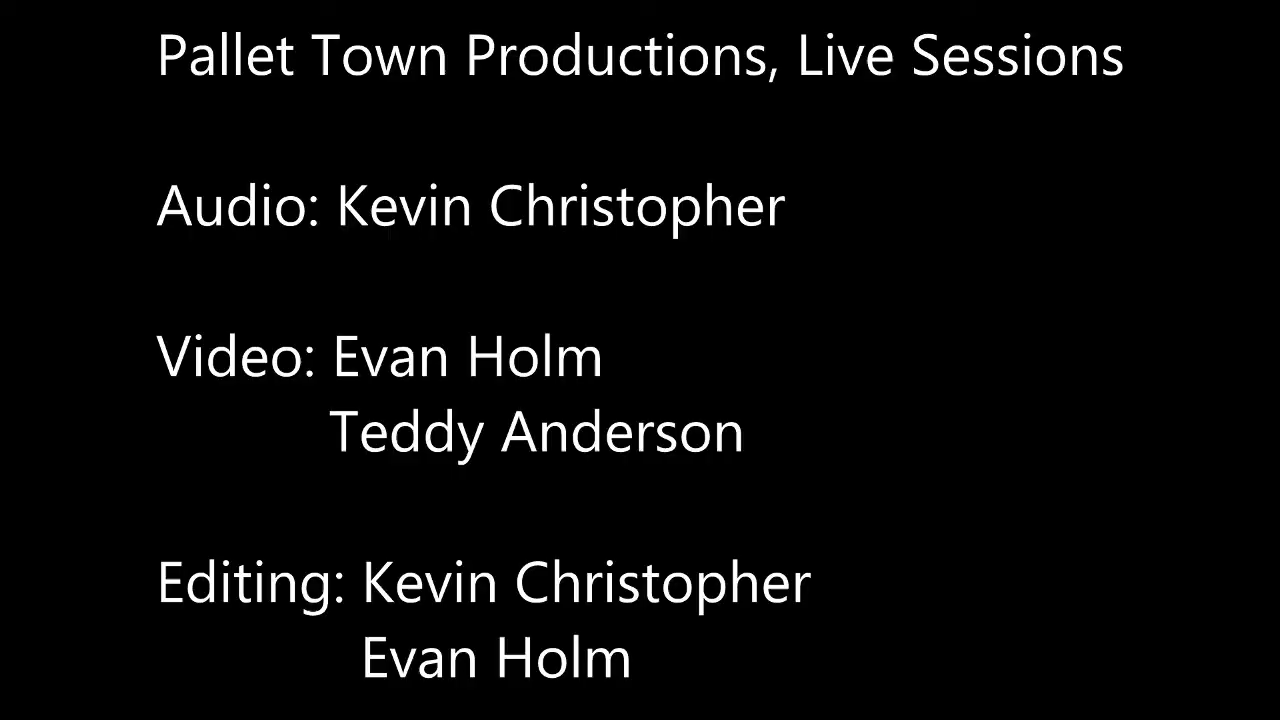 Pallet Town Productions, Live Sessions
Audio: Kevin Christopher
Video: Evan Holm
Teddy Anderson
Editing: Kevin Christopher
Evan Holm